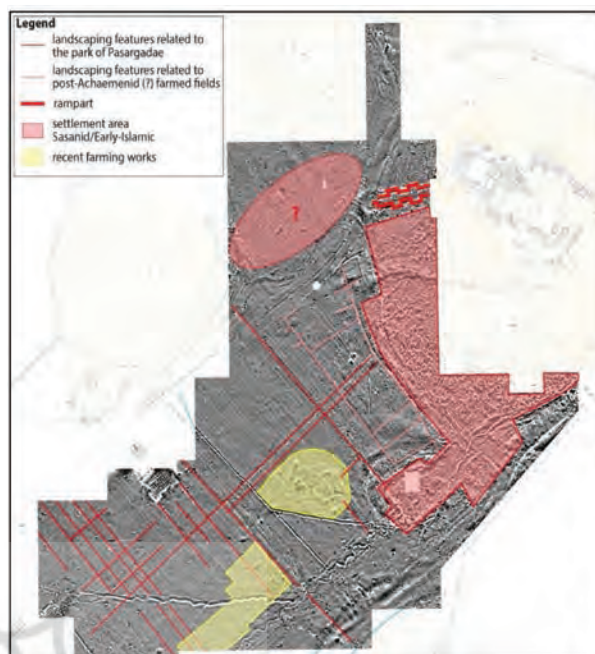 Legend
landscaping features related to
the park of Pasargadae
landscaping features related to
post-Achaemenid (?) farmed fields
rampart
settlement area
Sasanid/Early-Islamic
recent farming works
?